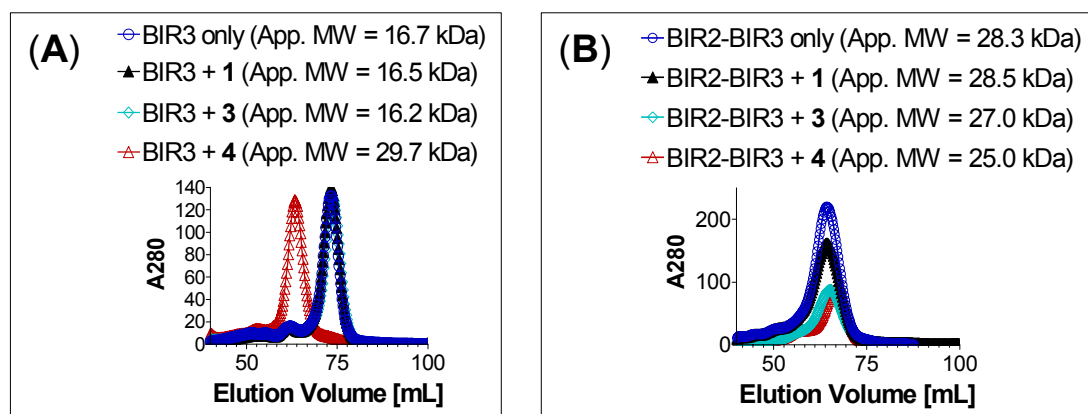 (A)
BIR3 only (App. MW = 16.7 kDa)
BIR3 + 1 (App. MW = 16.5 kDa)
BIR3 + 3 (App. MW = 16.2 kDa)
BIR3 + 4 (App. MW = 29.7 kDa)
140
120
100
80
60
40
20
0
A280
50
75
100
Elution Volume [mL]
(B)
BIR2-BIR3 only (App. MW = 28.3 kDa)
BIR2-BIR3 + 1 (App. MW = 28.5 kDa)
BIR2-BIR3 + 3 (App. MW = 27.0 kDa)
BIR2-BIR3 + 4 (App. MW = 25.0 kDa)
200
100
0
A280
50
75
100
Elution Volume [mL]